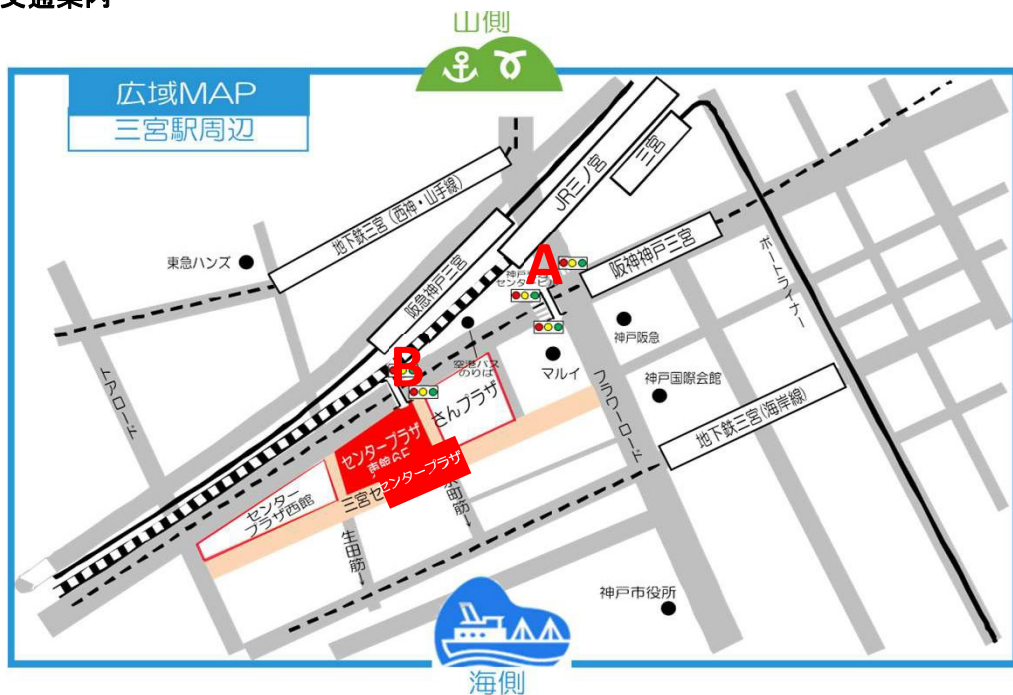 交通案内
山側
広域MAP
三宮駅周辺
三宮
JR三ノ宮
地下鉄三宮(西神・山手線)
阪急神戸三宮
阪神神戸三宮
東急ハンズ
A
ポートライナー
空港バス
のりば
マルイ
神戸阪急
B
トアロード
さんプラザ
フラワーロード
神戸国際会館
地下鉄三宮(海岸線)
センタープラザ
センタープラザ
センター
プラザ西館
三宮セ
生田筋→
町筋→
神戸市役所
海側